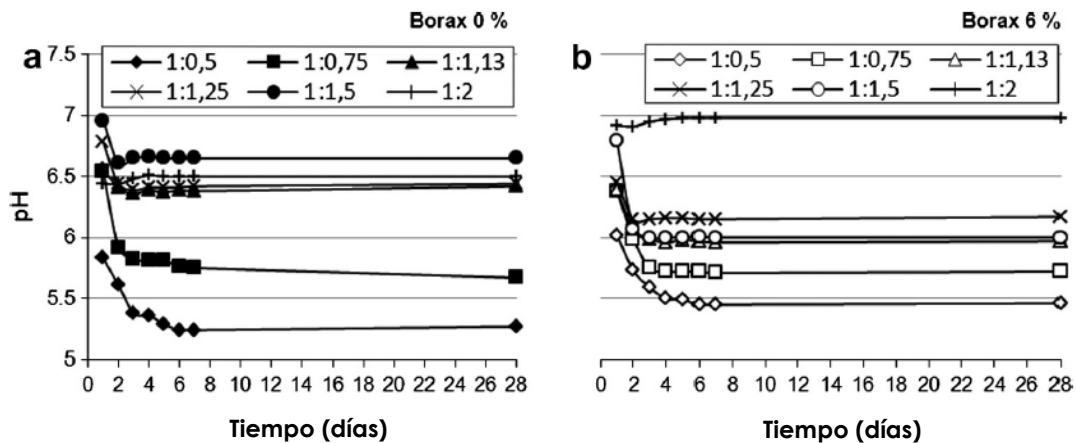 Borax 0 %
a
1:0,5 1:0,75 1:1,13
1:1,25 1:1,5 1:2
pH
7.5
7
6.5
6
5.5
5
0 2 4 6 8 10 12 14 16 18 20 22 24 26 28
Tiempo (días)
Borax 6 %
b
1:0,5 1:0,75 1:1,13
1:1,25 1:1,5 1:2
0 2 4 6 8 10 12 14 16 18 20 22 24 26 28
Tiempo (días)